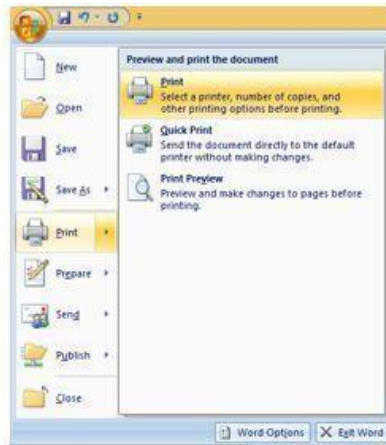 New
Open
Save
Save As
Print
Prepare
Send
Publish
Close
Preview and print the document
Print
Select a printer, number of copies, and
other printing options before printing.
Quick Print
Send the document directly to the default
printer without making changes.
Print Preview
Preview and make changes to pages before
printing.
Word Options
Exit Word